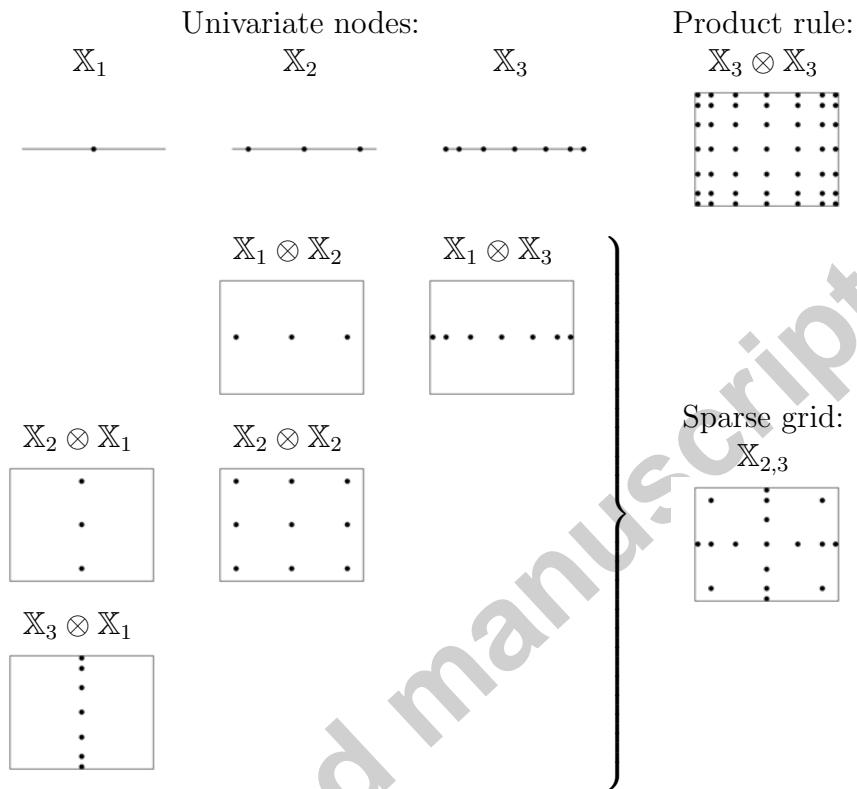 Univariate nodes: Product rule:
𝕏₁ 𝕏₂ 𝕏₃ 𝕏₃ ⊗ 𝕏₃
𝕏₁ ⊗ 𝕏₂ 𝕏₁ ⊗ 𝕏₃
Sparse grid:
𝕏₂ ⊗ 𝕏₁ 𝕏₂ ⊗ 𝕏₂
𝕏₂,₃
𝕏₃ ⊗ 𝕏₁
d manuscript